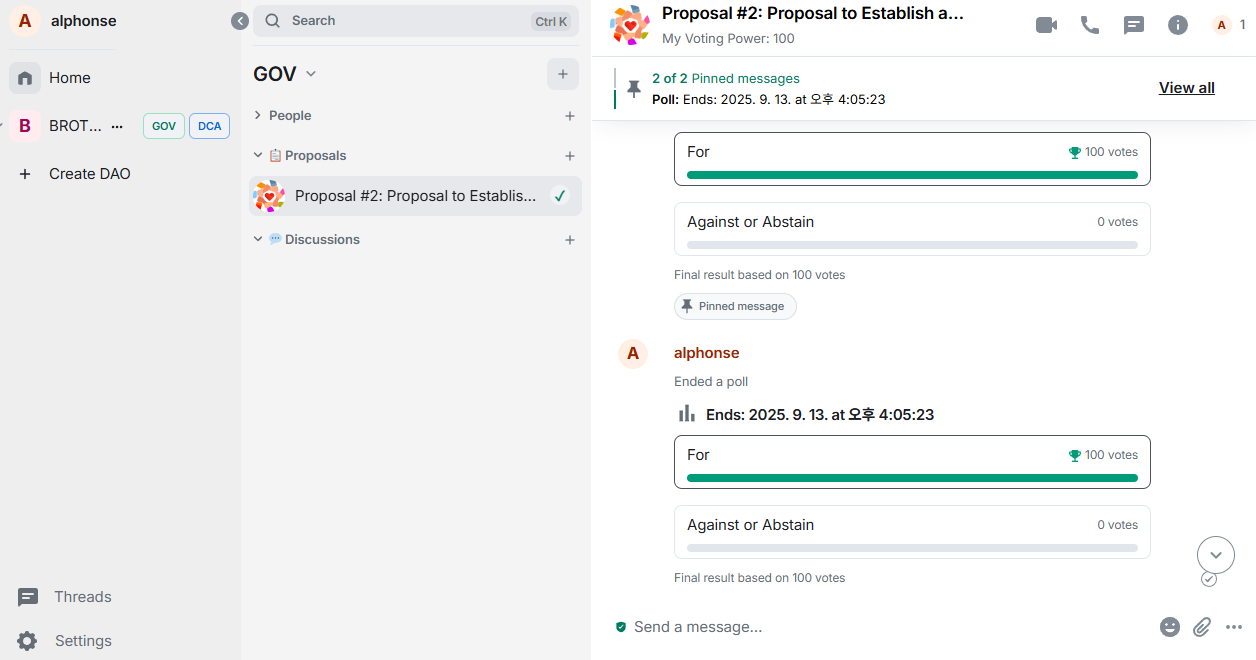 A alphonse
Home
B BROT... ... GOV DCA
+ Create DAO
Threads
Settings
Search Ctrl K
GOV
People
Proposals
Proposal #2: Proposal to Establis...
Discussions
Proposal #2: Proposal to Establish a...
My Voting Power: 100
A 1
2 of 2 Pinned messages
Poll: Ends: 2025. 9. 13. at 오후 4:05:23
View all
For 100 votes
Against or Abstain 0 votes
Final result based on 100 votes
Pinned message
A alphonse
Ended a poll
Ends: 2025. 9. 13. at 오후 4:05:23
For 100 votes
Against or Abstain 0 votes
Final result based on 100 votes
Send a message...